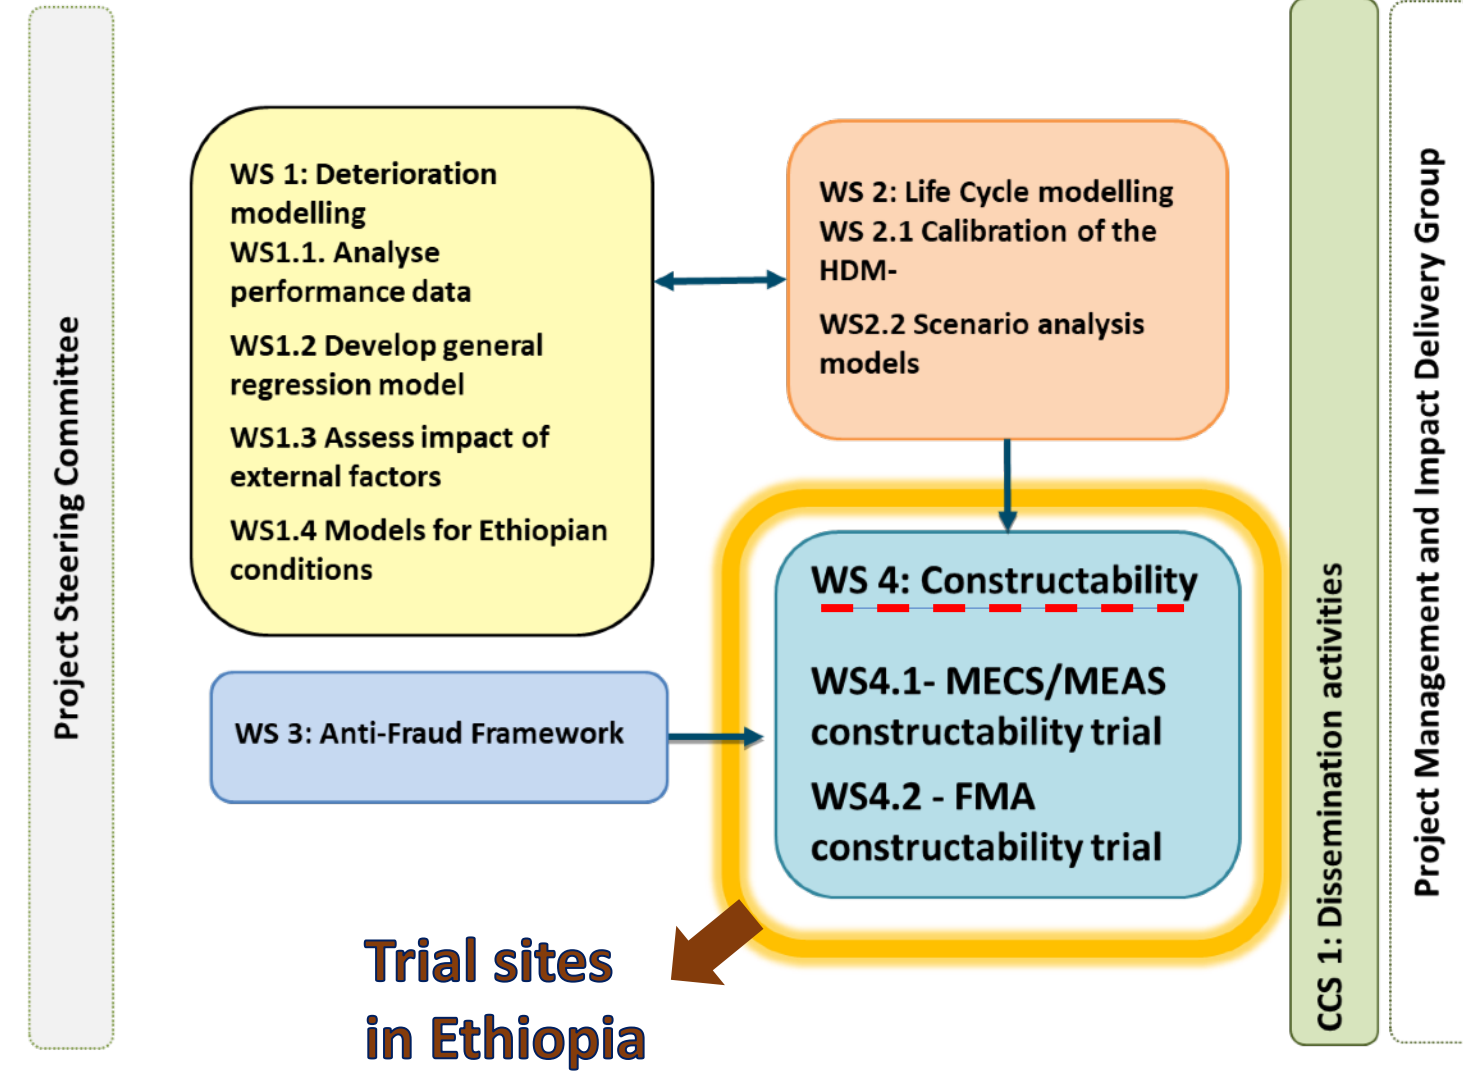 Project Steering Committee
WS 1: Deterioration
modelling
WS1.1. Analyse
performance data
WS1.2 Develop general
regression model
WS1.3 Assess impact of
external factors
WS1.4 Models for Ethiopian
conditions
WS 2: Life Cycle modelling
WS 2.1 Calibration of the
HDM-
WS2.2 Scenario analysis
models
WS 3: Anti-Fraud Framework
WS 4: Constructability
WS4.1- MECS/MEAS
constructability trial
WS4.2 - FMA
constructability trial
Trial sites
in Ethiopia
CCS 1: Dissemination activities
Project Management and Impact Delivery Group